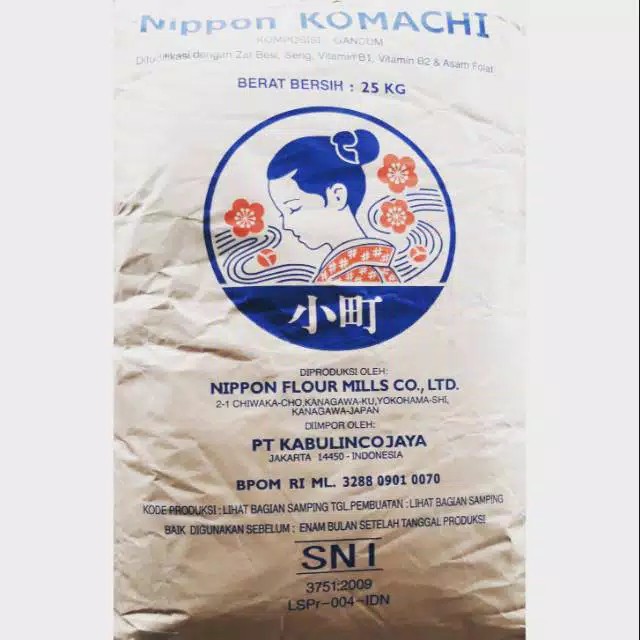 Nippon KOMACHI
KOMPOSISI : GANDUM
Difortifikasi dengan Zat Besi, Seng, Vitamin B1, Vitamin B2 & Asam Folat
BERAT BERSIH : 25 KG
小町
DIPRODUKSI OLEH:
NIPPON FLOUR MILLS CO., LTD.
2-1 CHIWAKA-CHO,KANAGAWA-KU,YOKOHAMA-SHI,
KANAGAWA-JAPAN
DIIMPOR OLEH:
PT KABULINCO JAYA
JAKARTA 14450 - INDONESIA
BPOM RI ML. 3288 0901 0070
KODE PRODUKSI : LIHAT BAGIAN SAMPING TGL.PEMBUATAN : LIHAT BAGIAN SAMPING
BAIK DIGUNAKAN SEBELUM : ENAM BULAN SETELAH TANGGAL PRODUKSI
SNI
3751:2009
LSPr-004-IDN